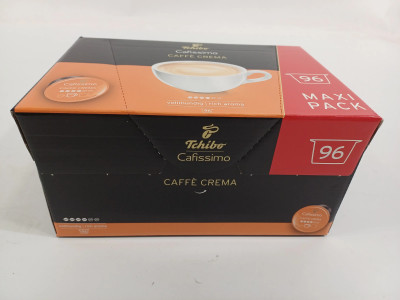 Tchibo
Cafissimo
CAFFÈ CREMA
96
MAXI
PACK
Tchibo
Cafissimo
96
CAFFÈ CREMA